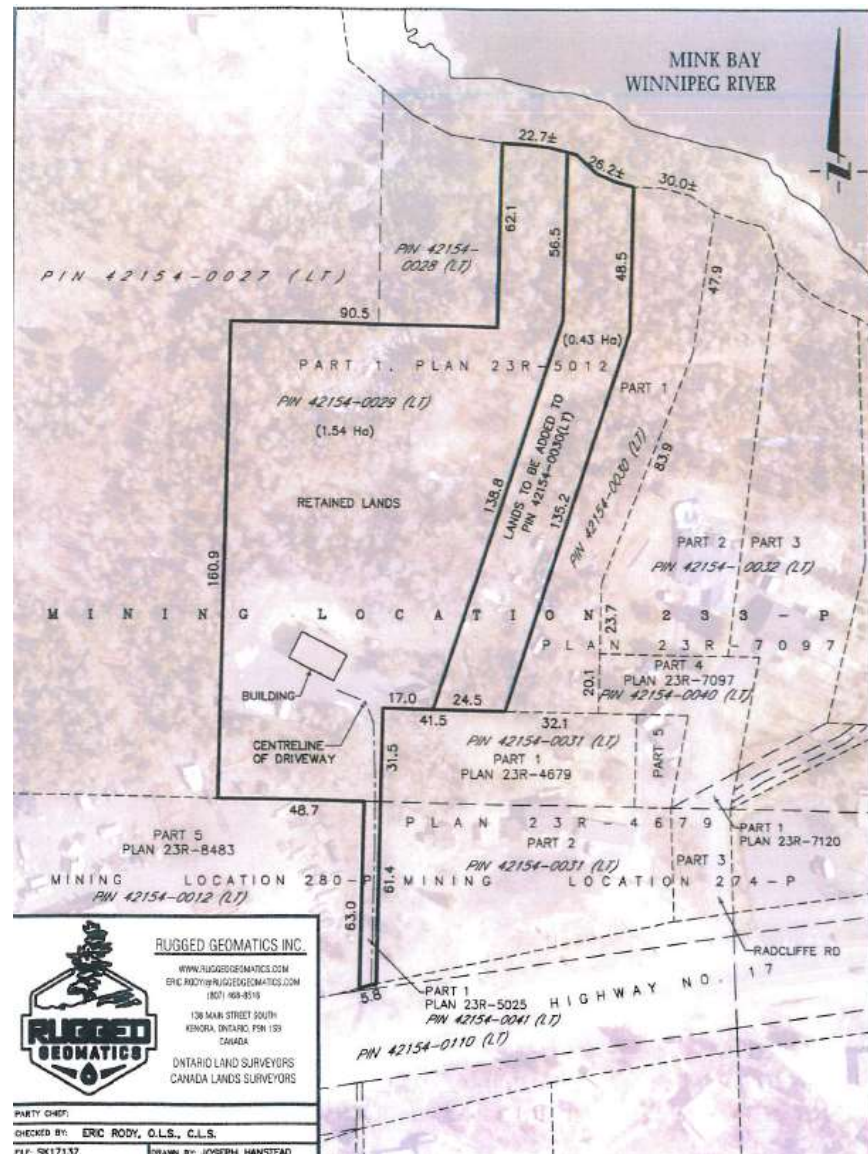 MINK BAY
WINNIPEG RIVER
22.7±
26.2±
30.0±
62.1
56.5
48.5
47.9
PIN 42154-
0028 (LT)
PIN 42154-0027 (LT)
90.5
(0.43 Ha)
PART 1, PLAN 23R-5012
PART 1
PIN 42154-0029 (LT)
(1.54 Ha)
LANDS TO BE ADDED TO
PIN 42154-0030(LT)
PIN 42154-0030 (LT)
83.9
138.8
135.2
RETAINED LANDS
160.9
PART 2
PART 3
PIN 42154-0032 (LT)
MINING LOCATION 233-P
23.7
PLAN 23R-7097
PART 4
PLAN 23R-7097
PIN 42154-0040 (LT)
20.1
BUILDING
17.0
24.5
41.5
32.1
CENTRELINE
OF DRIVEWAY
31.5
PIN 42154-0031 (LT)
PART 1
PLAN 23R-4679
PART 5
48.7
PLAN 23R-4679
PART 1
PLAN 23R-7120
PART 5
PLAN 23R-8483
PART 2
PIN 42154-0031 (LT)
PART 3
MINING LOCATION 280-P
MINING LOCATION 274-P
PIN 42154-0012 (LT)
61.4
63.0
RADCLIFFE RD
5.8
PART 1
PLAN 23R-5025
PIN 42154-0041 (LT)
HIGHWAY NO. 17
PIN 42154-0110 (LT)
RUGGED
GEOMATICS
RUGGED GEOMATICS INC.
WWW.RUGGEDGEOMATICS.COM
ERIC.RODY@RUGGEDGEOMATICS.COM
138 MAIN STREET SOUTH
KENORA, ONTARIO, P9N 1S9
CANADA
ONTARIO LAND SURVEYORS
CANADA LANDS SURVEYORS
PARTY CHIEF:
CHECKED BY: ERIC RODY, O.L.S., C.L.S.
FILE: SK17137
DRAWN BY: JOSEPH HANSTEAD